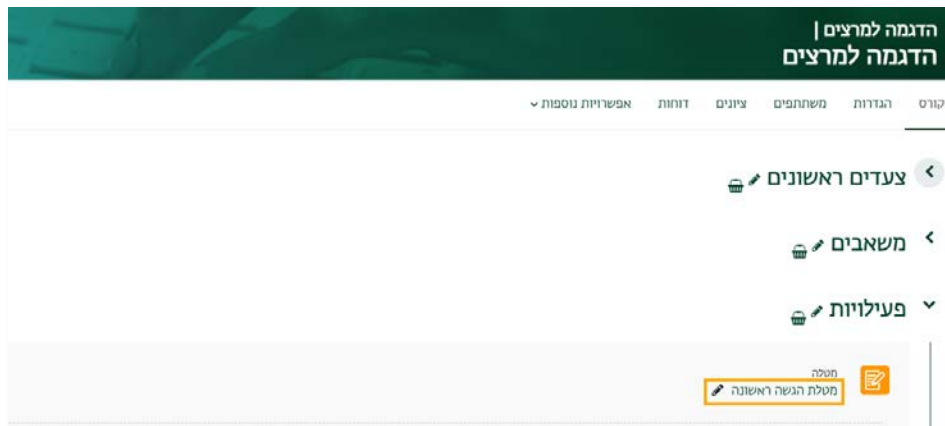 הדגמה למרצים |
הדגמה למרצים
קורס הגדרות משתתפים ציונים דוחות אפשרויות נוספות
צעדים ראשונים
משאבים
פעילויות
מטלה
מטלת הגשה ראשונה